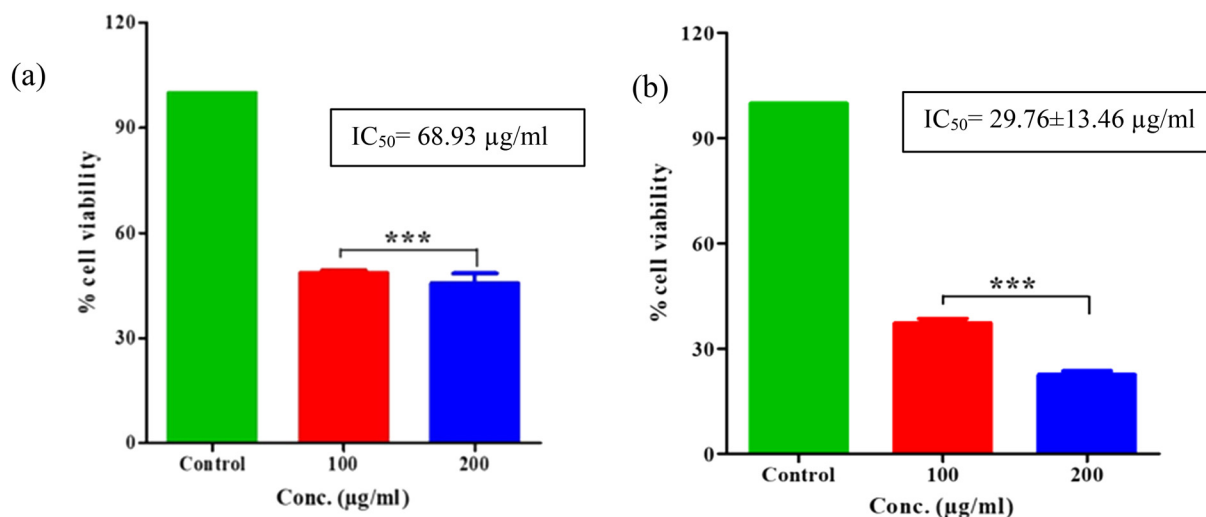 (a)
% cell viability
120
90
60
30
0
IC₅₀= 68.93 µg/ml
***
Control 100 200
Conc. (µg/ml)
(b)
% cell viability
120
90
60
30
0
IC₅₀= 29.76±13.46 µg/ml
***
Control 100 200
Conc. (µg/ml)